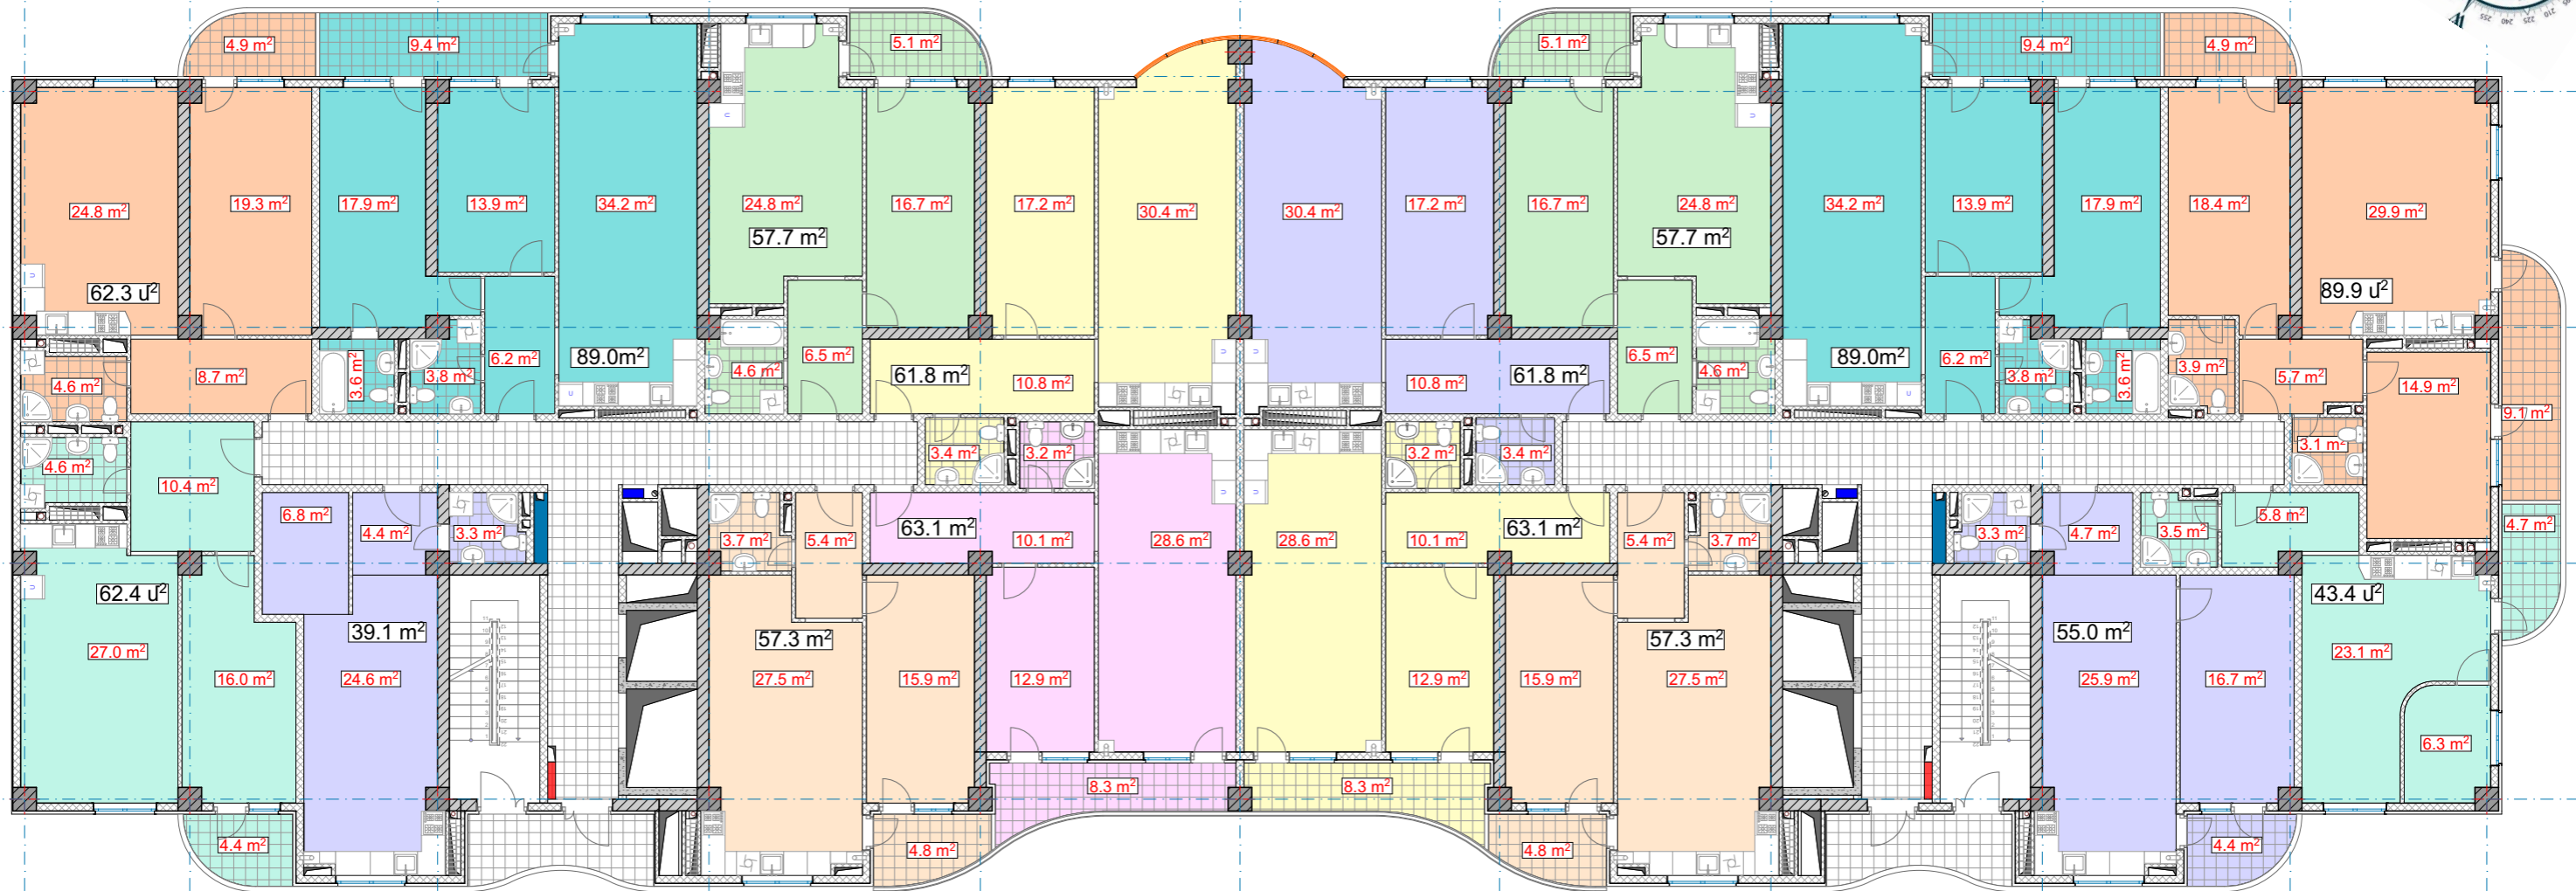 4.9 m²
9.4 m²
5.1 m²
5.1 m²
9.4 m²
4.9 m²
W
255 240 225 210
24.8 m²
19.3 m²
17.9 m²
13.9 m²
34.2 m²
24.8 m²
16.7 m²
17.2 m²
30.4 m²
30.4 m²
17.2 m²
16.7 m²
24.8 m²
34.2 m²
13.9 m²
17.9 m²
18.4 m²
29.9 m²
57.7 m²
57.7 m²
62.3 u²
89.9 u²
4.6 m²
8.7 m²
3.6 m²
3.8 m²
6.2 m²
89.0m²
4.6 m²
6.5 m²
61.8 m²
10.8 m²
10.8 m²
61.8 m²
6.5 m²
4.6 m²
89.0m²
6.2 m²
3.8 m²
3.6 m²
3.9 m²
5.7 m²
14.9 m²
9.1 m²
4.6 m²
10.4 m²
3.4 m²
3.2 m²
3.2 m²
3.4 m²
3.1 m²
6.8 m²
4.4 m²
3.3 m²
3.7 m²
5.4 m²
63.1 m²
10.1 m²
28.6 m²
28.6 m²
10.1 m²
63.1 m²
5.4 m²
3.7 m²
3.3 m²
4.7 m²
3.5 m²
5.8 m²
4.7 m²
62.4 u²
43.4 u²
27.0 m²
16.0 m²
39.1 m²
24.6 m²
57.3 m²
27.5 m²
15.9 m²
12.9 m²
12.9 m²
15.9 m²
57.3 m²
27.5 m²
55.0 m²
25.9 m²
16.7 m²
23.1 m²
6.3 m²
8.3 m²
8.3 m²
4.4 m²
4.8 m²
4.8 m²
4.4 m²